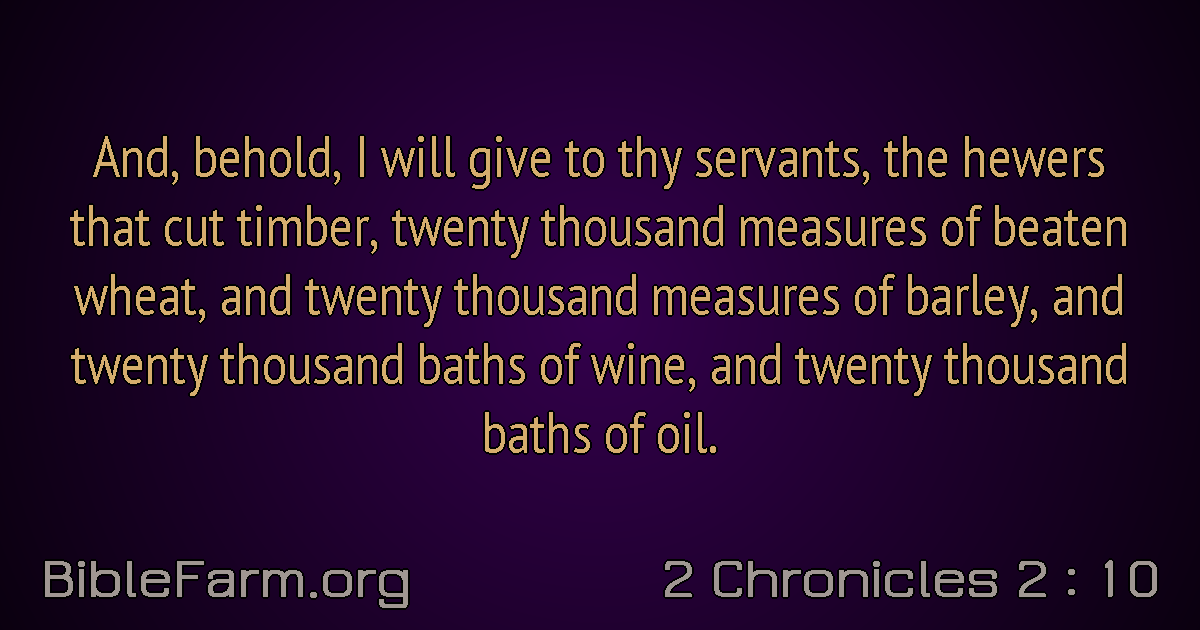 And, behold, I will give to thy servants, the hewers
that cut timber, twenty thousand measures of beaten
wheat, and twenty thousand measures of barley, and
twenty thousand baths of wine, and twenty thousand
baths of oil.
BibleFarm.org
2 Chronicles 2 : 10